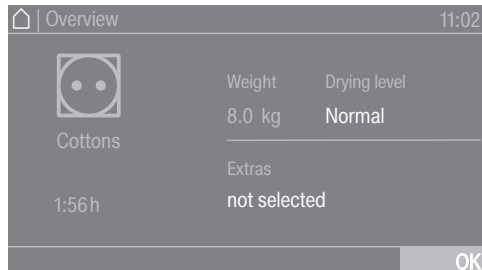 Overview 11:02
Weight Drying level
8.0 kg Normal
Cottons
Extras
1:56 h not selected
OK